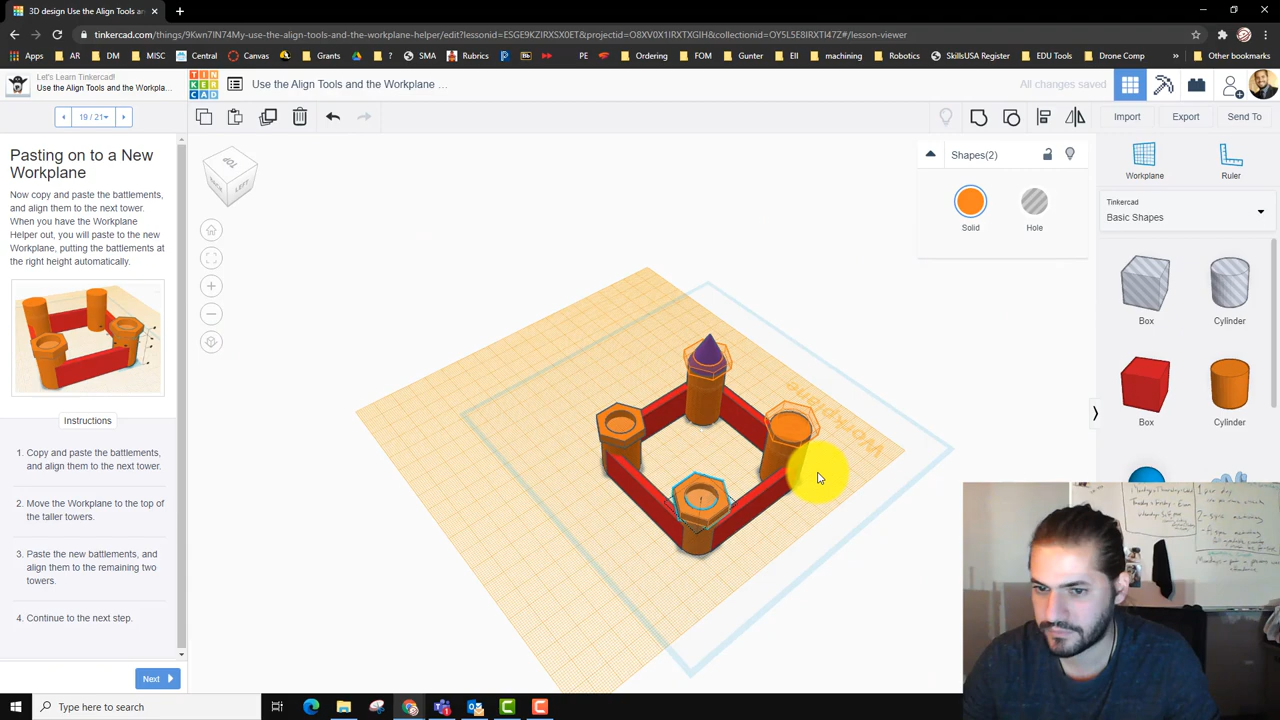 3D design Use the Align Tools an
tinkercad.com/things/9Kwn7IN74My-use-the-align-tools-and-the-workplane-helper/edit?lessonid=ESGE9KZIRXSX0ET&projectid=O8XV0X1IRXTXGIH&collectionid=OY5L5E8IRXTI47Z#/lesson-viewer
Apps AR DM MISC Central Canvas Grants ? SMA Rubrics PE Ordering FOM Gunter Ell machining Robotics SkillsUSA Register EDU Tools Drone Comp Other bookmarks
Let's Learn Tinkercad!
Use the Align Tools and the Workpla...
TIN
KER
CAD
Use the Align Tools and the Workplane ...
All changes saved
19 / 21
Import Export Send To
Pasting on to a New
Workplane
Now copy and paste the battlements,
and align them to the next tower.
When you have the Workplane
Helper out, you will paste to the new
Workplane, putting the battlements at
the right height automatically.
Instructions
1. Copy and paste the battlements,
and align them to the next tower.
2. Move the Workplane to the top of
the taller towers.
3. Paste the new battlements, and
align them to the remaining two
towers.
4. Continue to the next step.
Next
TOP
BACK
LEFT
Workplane
Shapes(2)
Solid
Hole
Workplane
Ruler
Tinkercad
Basic Shapes
Box
Cylinder
Box
Cylinder
Type here to search